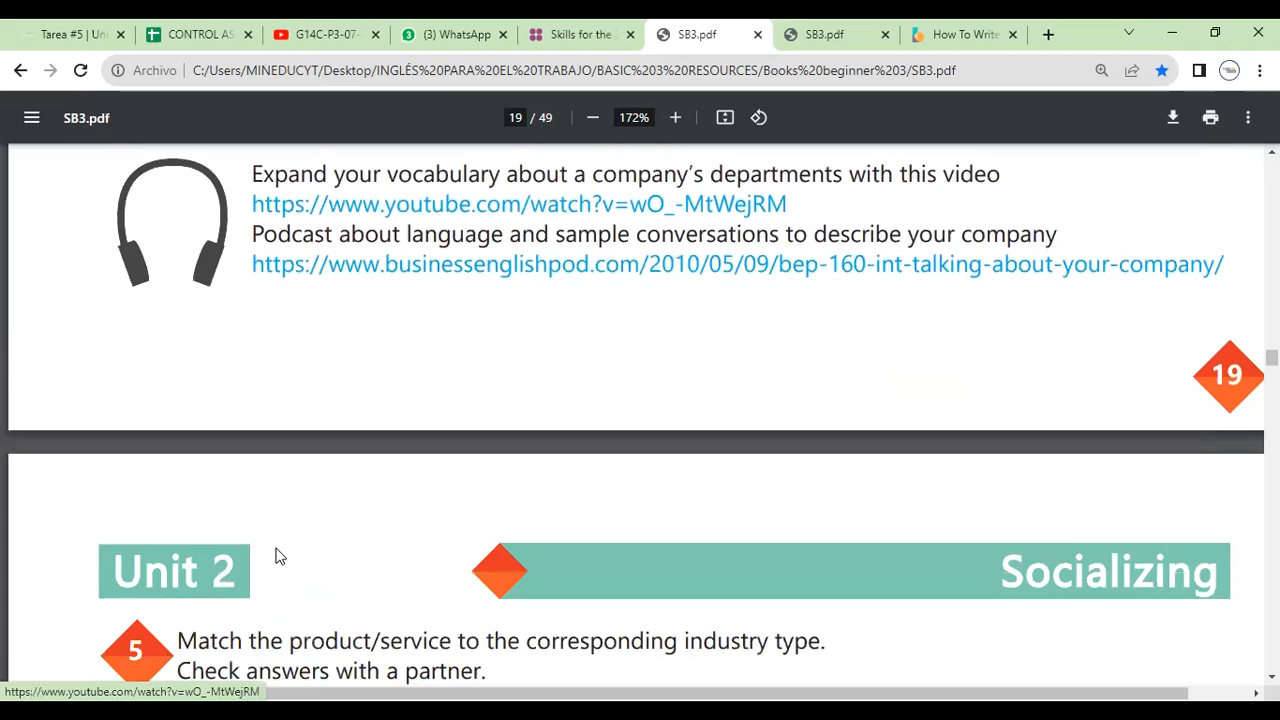 Tarea #5 | Un
CONTROL AS
G14C-P3-07-
(3) WhatsApp
Skills for the
SB3.pdf
SB3.pdf
How To Write
Archivo
C:/Users/MINEDUCYT/Desktop/INGLÉS%20PARA%20EL%20TRABAJO/BASIC%203%20RESOURCES/Books%20beginner%203/SB3.pdf
SB3.pdf
19 / 49
172%
Expand your vocabulary about a company's departments with this video
https://www.youtube.com/watch?v=wO_-MtWejRM
Podcast about language and sample conversations to describe your company
https://www.businessenglishpod.com/2010/05/09/bep-160-int-talking-about-your-company/
19
Unit 2
Socializing
5
Match the product/service to the corresponding industry type.
Check answers with a partner.
https://www.youtube.com/watch?v=wO_-MtWejRM